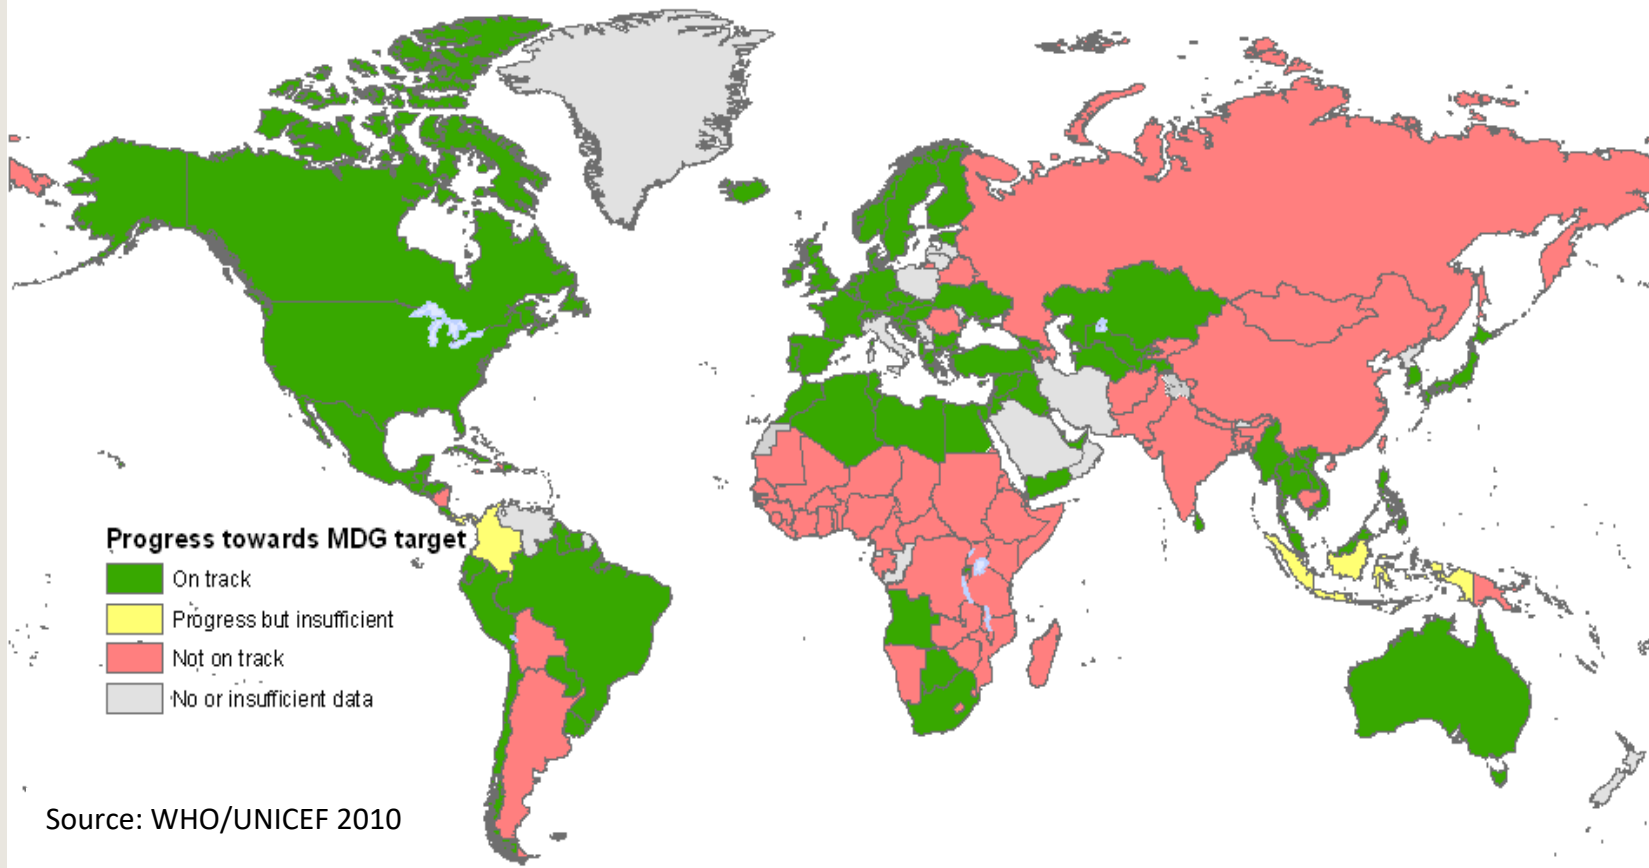 Progress towards MDG target
On track
Progress but insufficient
Not on track
No or insufficient data
Source: WHO/UNICEF 2010